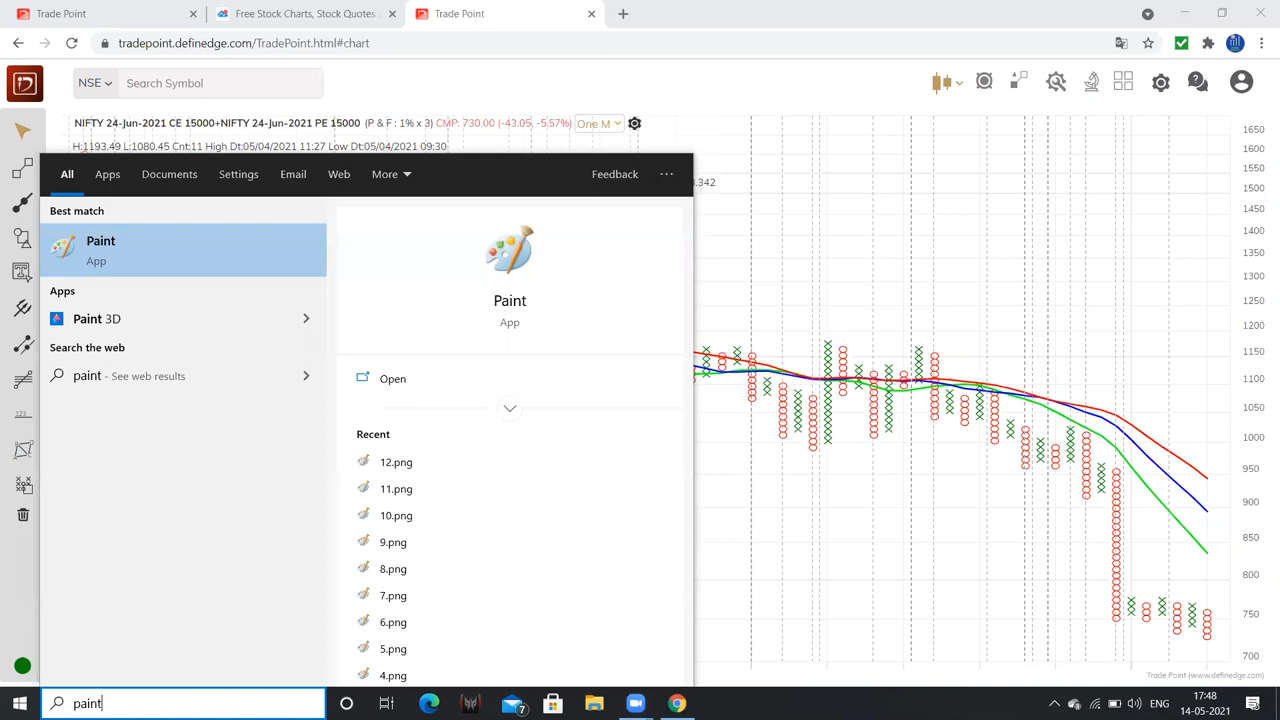 Trade Point
Free Stock Charts, Stock Quotes
Trade Point
tradepoint.definedge.com/TradePoint.html#chart
NSE
Search Symbol
NIFTY 24-Jun-2021 CE 15000+NIFTY 24-Jun-2021 PE 15000 (P & F : 1% x 3) CMP: 730.00 (-43.05, -5.57%) One M
H:1193.49 L:1080.45 Cnt:11 High Dt:05/04/2021 11:27 Low Dt:05/04/2021 09:30
All
Apps
Documents
Settings
Email
Web
More
Feedback
...
Best match
Paint
App
Apps
Paint 3D
Search the web
paint - See web results
Paint
App
Open
Recent
12.png
11.png
10.png
9.png
8.png
7.png
6.png
5.png
4.png
3.342
1650
1600
1550
1500
1450
1400
1350
1300
1250
1200
1150
1100
1050
1000
950
900
850
800
750
700
123
Trade Point (www.definedge.com)
paint
7
ENG
17:48
14-05-2021